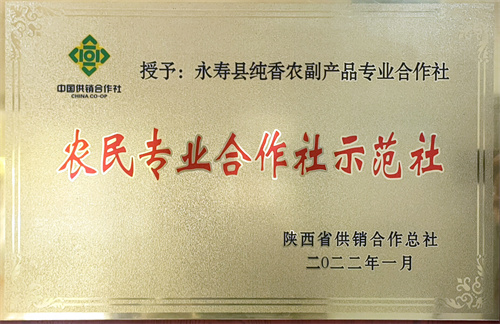 授予：永寿县纯香农副产品专业合作社
中国供销合作社
CHINA CO-OP
农民专业合作社示范社
陕西省供销合作总社
二〇二二年一月